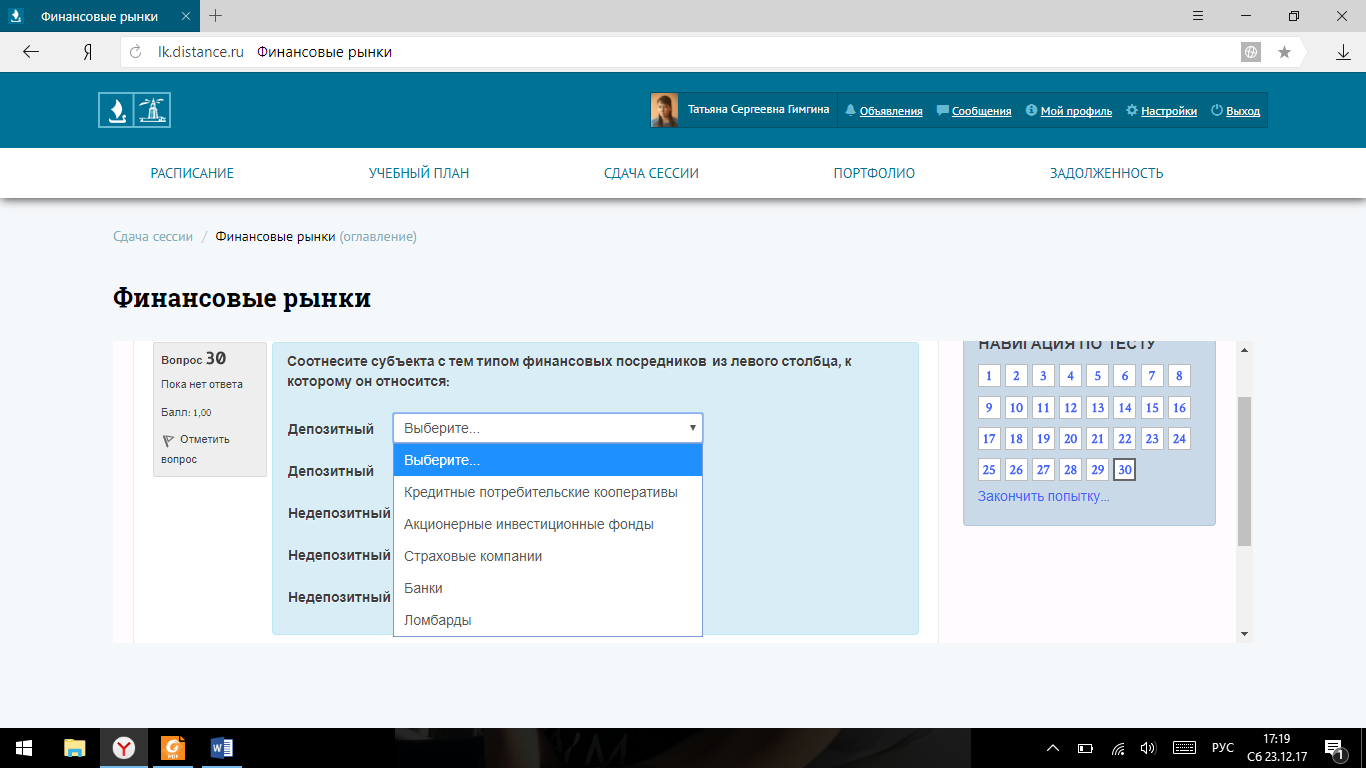 Финансовые рынки
Я
lk.distance.ru Финансовые рынки
Татьяна Сергеевна Гимгина Объявления Сообщения Мой профиль Настройки Выход
РАСПИСАНИЕ УЧЕБНЫЙ ПЛАН СДАЧА СЕССИИ ПОРТФОЛИО ЗАДОЛЖЕННОСТЬ
Сдача сессии / Финансовые рынки (оглавление)
Финансовые рынки
Вопрос 30
Пока нет ответа
Балл: 1,00
Отметить
вопрос
Соотнесите субъекта с тем типом финансовых посредников из левого столбца, к
которому он относится:
Депозитный Выберите...
Выберите...
Депозитный
Кредитные потребительские кооперативы
Недепозитный
Акционерные инвестиционные фонды
Недепозитный
Страховые компании
Банки
Недепозитный
Ломбарды
НАВИГАЦИЯ ПО ТЕСТУ
1 2 3 4 5 6 7 8
9 10 11 12 13 14 15 16
17 18 19 20 21 22 23 24
25 26 27 28 29 30
Закончить попытку...
Y
PDF
W
РУС
17:19
Сб 23.12.17
1